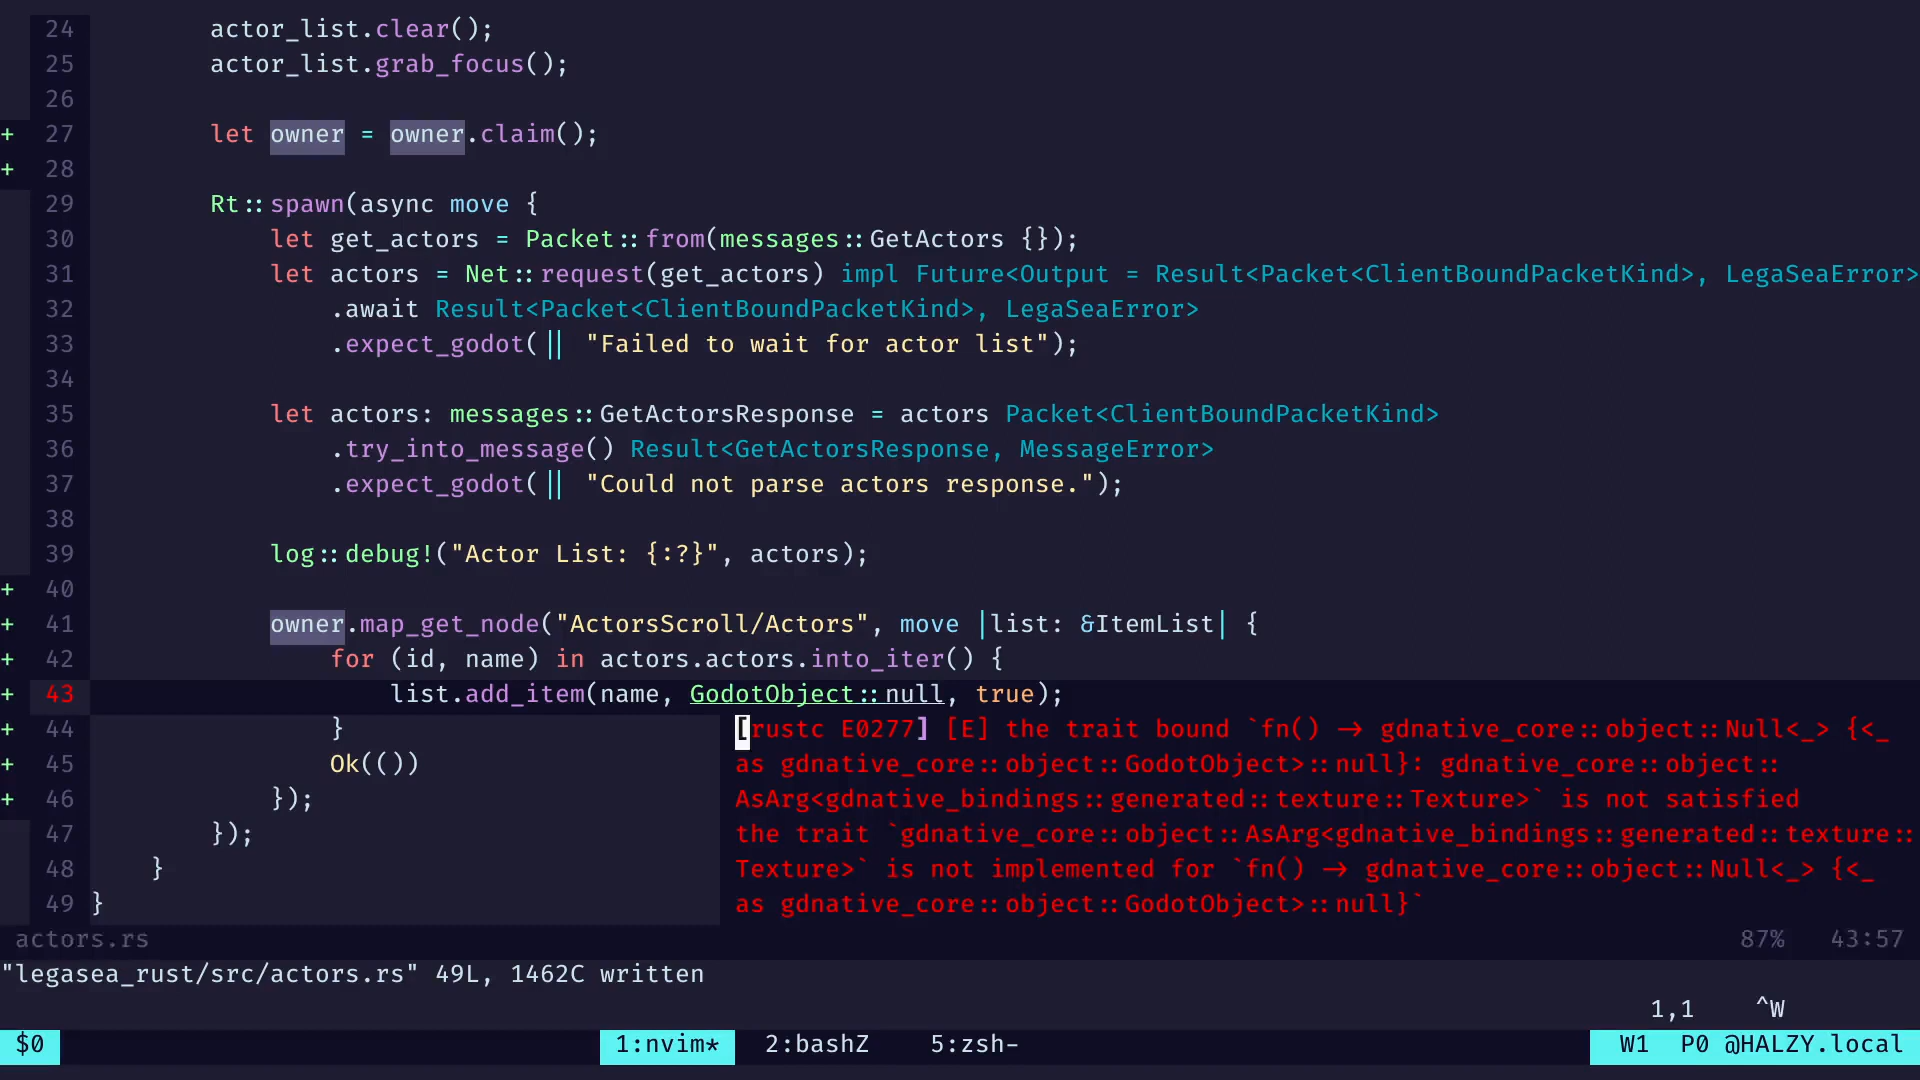 24 actor_list.clear();
25 actor_list.grab_focus();
26
+ 27 let owner = owner.claim();
+ 28
29 Rt::spawn(async move {
30 let get_actors = Packet::from(messages::GetActors {});
31 let actors = Net::request(get_actors) impl Future<Output = Result<Packet<ClientBoundPacketKind>, LegaSeaError>
32 .await Result<Packet<ClientBoundPacketKind>, LegaSeaError>
33 .expect_godot(|| "Failed to wait for actor list");
34
35 let actors: messages::GetActorsResponse = actors Packet<ClientBoundPacketKind>
36 .try_into_message() Result<GetActorsResponse, MessageError>
37 .expect_godot(|| "Could not parse actors response.");
38
39 log::debug!("Actor List: {:?}", actors);
+ 40
+ 41 owner.map_get_node("ActorsScroll/Actors", move |list: &ItemList| {
+ 42 for (id, name) in actors.actors.into_iter() {
+ 43 list.add_item(name, GodotObject::null, true);
+ 44 } [rustc E0277] [E] the trait bound `fn() -> gdnative_core::object::Null<_> {<_
+ 45 Ok(()) as gdnative_core::object::GodotObject>::null}: gdnative_core::object::
+ 46 }); AsArg<gdnative_bindings::generated::texture::Texture>` is not satisfied
47 }); the trait `gdnative_core::object::AsArg<gdnative_bindings::generated::texture::
48 } Texture>` is not implemented for `fn() -> gdnative_core::object::Null<_> {<_
49 } as gdnative_core::object::GodotObject>::null}`
actors.rs 87% 43:57
"legasea_rust/src/actors.rs" 49L, 1462C written
1,1 ^W
$0 1:nvim* 2:bashZ 5:zsh- W1 P0 @HALZY.local